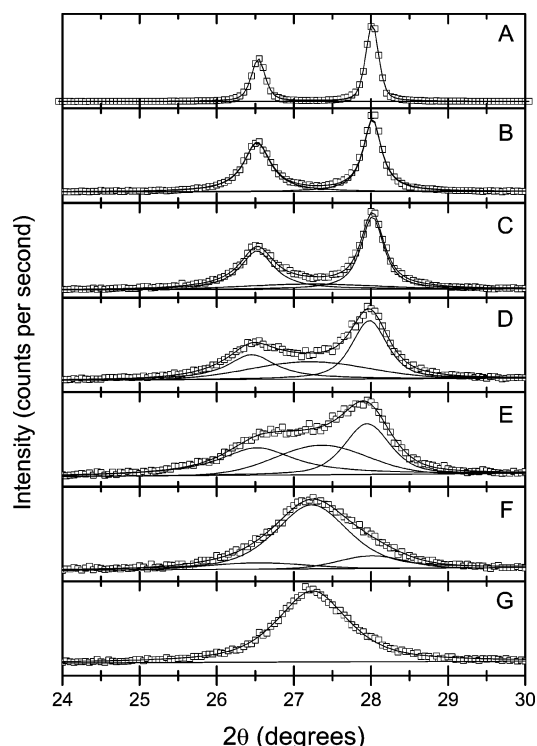 A
B
C
D
E
F
G
Intensity (counts per second)
24 25 26 27 28 29 30
2θ (degrees)